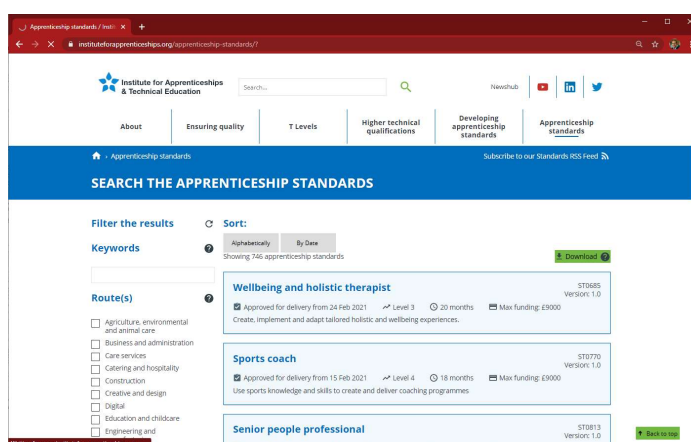 Apprenticeship standards / Instit
instituteforapprenticeships.org/apprenticeship-standards/?
Institute for Apprenticeships
& Technical Education
Search...
Newshub
About
Ensuring quality
T Levels
Higher technical
qualifications
Developing
apprenticeship
standards
Apprenticeship
standards
› Apprenticeship standards
Subscribe to our Standards RSS Feed
SEARCH THE APPRENTICESHIP STANDARDS
Filter the results
Sort:
Keywords
Alphabetically
By Date
Showing 746 apprenticeship standards
Download
Wellbeing and holistic therapist
ST0685
Version: 1.0
Approved for delivery from 24 Feb 2021
Level 3
20 months
Max funding: £9000
Create, implement and adapt tailored holistic and wellbeing experiences.
Route(s)
Agriculture, environmental
and animal care
Business and administration
Care services
Catering and hospitality
Construction
Creative and design
Digital
Education and childcare
Engineering and
Sports coach
ST0770
Version: 1.0
Approved for delivery from 15 Feb 2021
Level 4
18 months
Max funding: £9000
Use sports knowledge and skills to create and deliver coaching programmes
Senior people professional
ST0813
Version: 1.0
Back to top